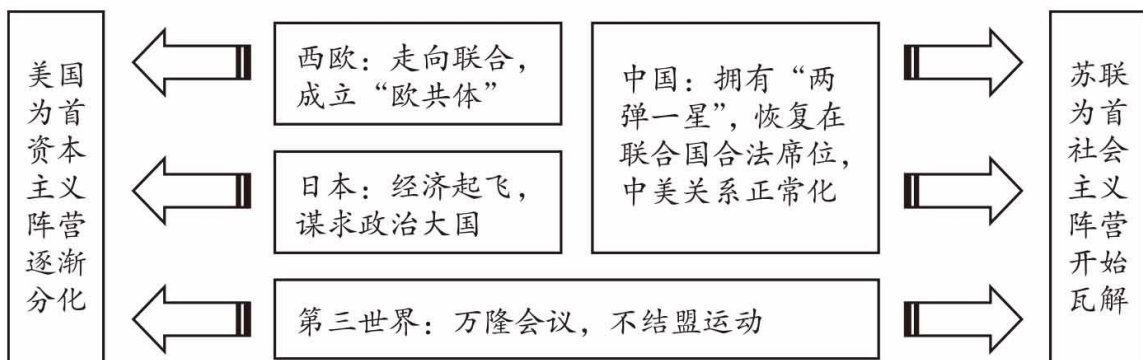 美国
为首
资本
主义
阵营
逐渐
分化
西欧：走向联合，
成立“欧共体”
日本：经济起飞，
谋求政治大国
中国：拥有“两
弹一星”，恢复在
联合国合法席位，
中美关系正常化
第三世界：万隆会议，不结盟运动
苏联
为首
社会
主义
阵营
开始
瓦解